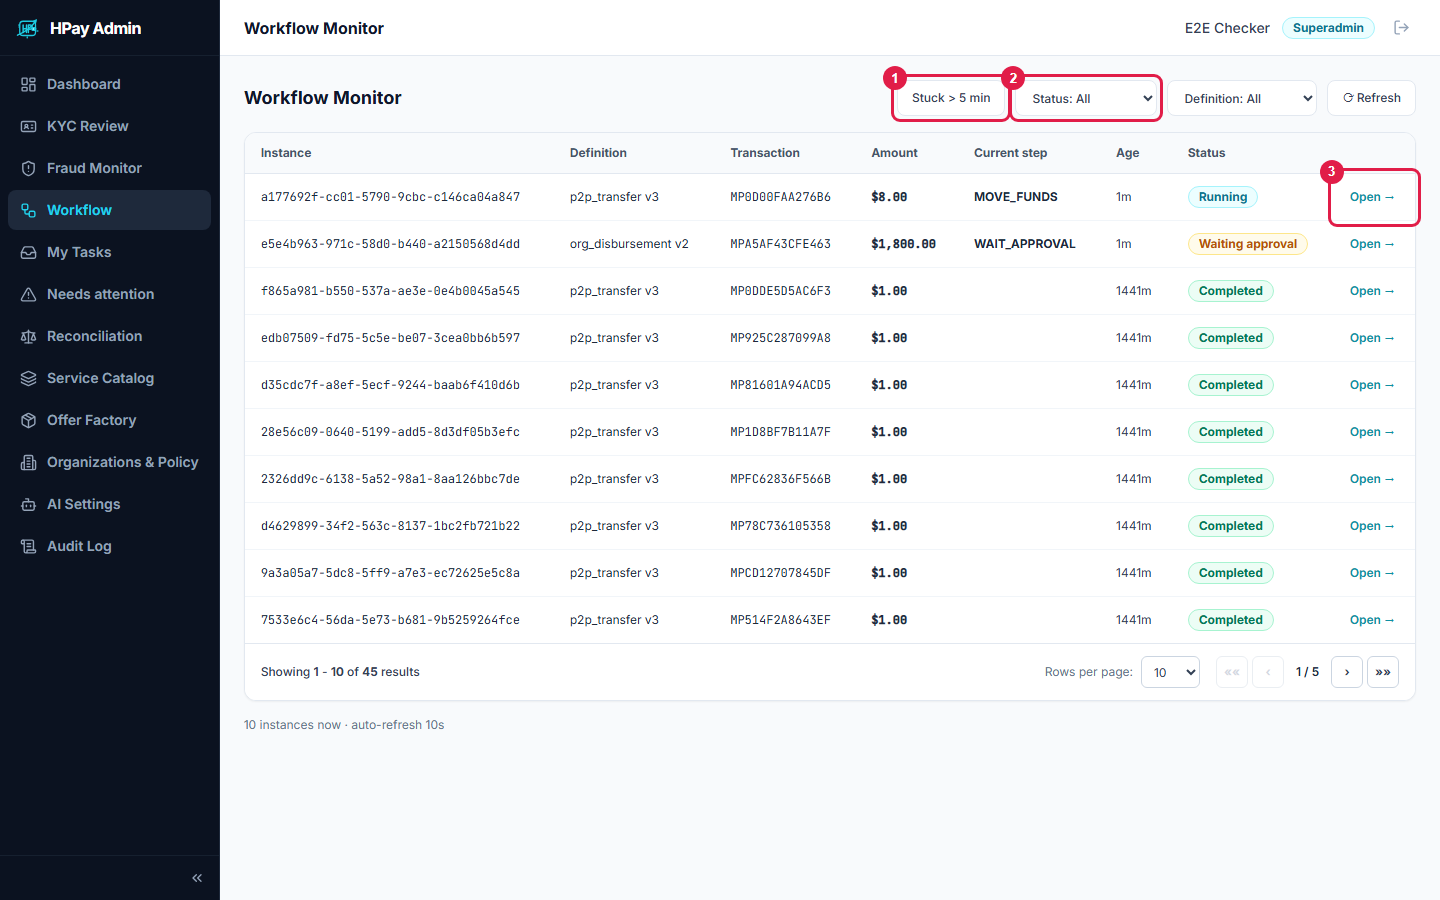 HPay Admin
Workflow Monitor
E2E Checker
Superadmin
Dashboard
KYC Review
Fraud Monitor
Workflow
My Tasks
Needs attention
Reconciliation
Service Catalog
Offer Factory
Organizations & Policy
AI Settings
Audit Log
«
Workflow Monitor
1
Stuck > 5 min
2
Status: All
Definition: All
Refresh
Instance Definition Transaction Amount Current step Age Status
3
a177692f-cc01-5790-9cbc-c146ca04a847 p2p_transfer v3 MP0D00FAA276B6 $8.00 MOVE_FUNDS 1m Running Open →
e5e4b963-971c-58d0-b440-a2150568d4dd org_disbursement v2 MPA5AF43CFE463 $1,800.00 WAIT_APPROVAL 1m Waiting approval Open →
f865a981-b550-537a-ae3e-0e4b0045a545 p2p_transfer v3 MP0DDE5D5AC6F3 $1.00 1441m Completed Open →
edb07509-fd75-5c5e-be07-3cea0bb6b597 p2p_transfer v3 MP925C287099A8 $1.00 1441m Completed Open →
d35cdc7f-a8ef-5ecf-9244-baab6f410d6b p2p_transfer v3 MP81601A94ACD5 $1.00 1441m Completed Open →
28e56c09-0640-5199-add5-8d3df05b3efc p2p_transfer v3 MP1D8BF7B11A7F $1.00 1441m Completed Open →
2326dd9c-6138-5a52-98a1-8aa126bbc7de p2p_transfer v3 MPFC62836F566B $1.00 1441m Completed Open →
d4629899-34f2-563c-8137-1bc2fb721b22 p2p_transfer v3 MP78C736105358 $1.00 1441m Completed Open →
9a3a05a7-5dc8-5ff9-a7e3-ec72625e5c8a p2p_transfer v3 MPCD12707845DF $1.00 1441m Completed Open →
7533e6c4-56da-5e73-b681-9b5259264fce p2p_transfer v3 MP514F2A8643EF $1.00 1441m Completed Open →
Showing 1 - 10 of 45 results
Rows per page: 10 «« ‹ 1 / 5 › »»
10 instances now · auto-refresh 10s